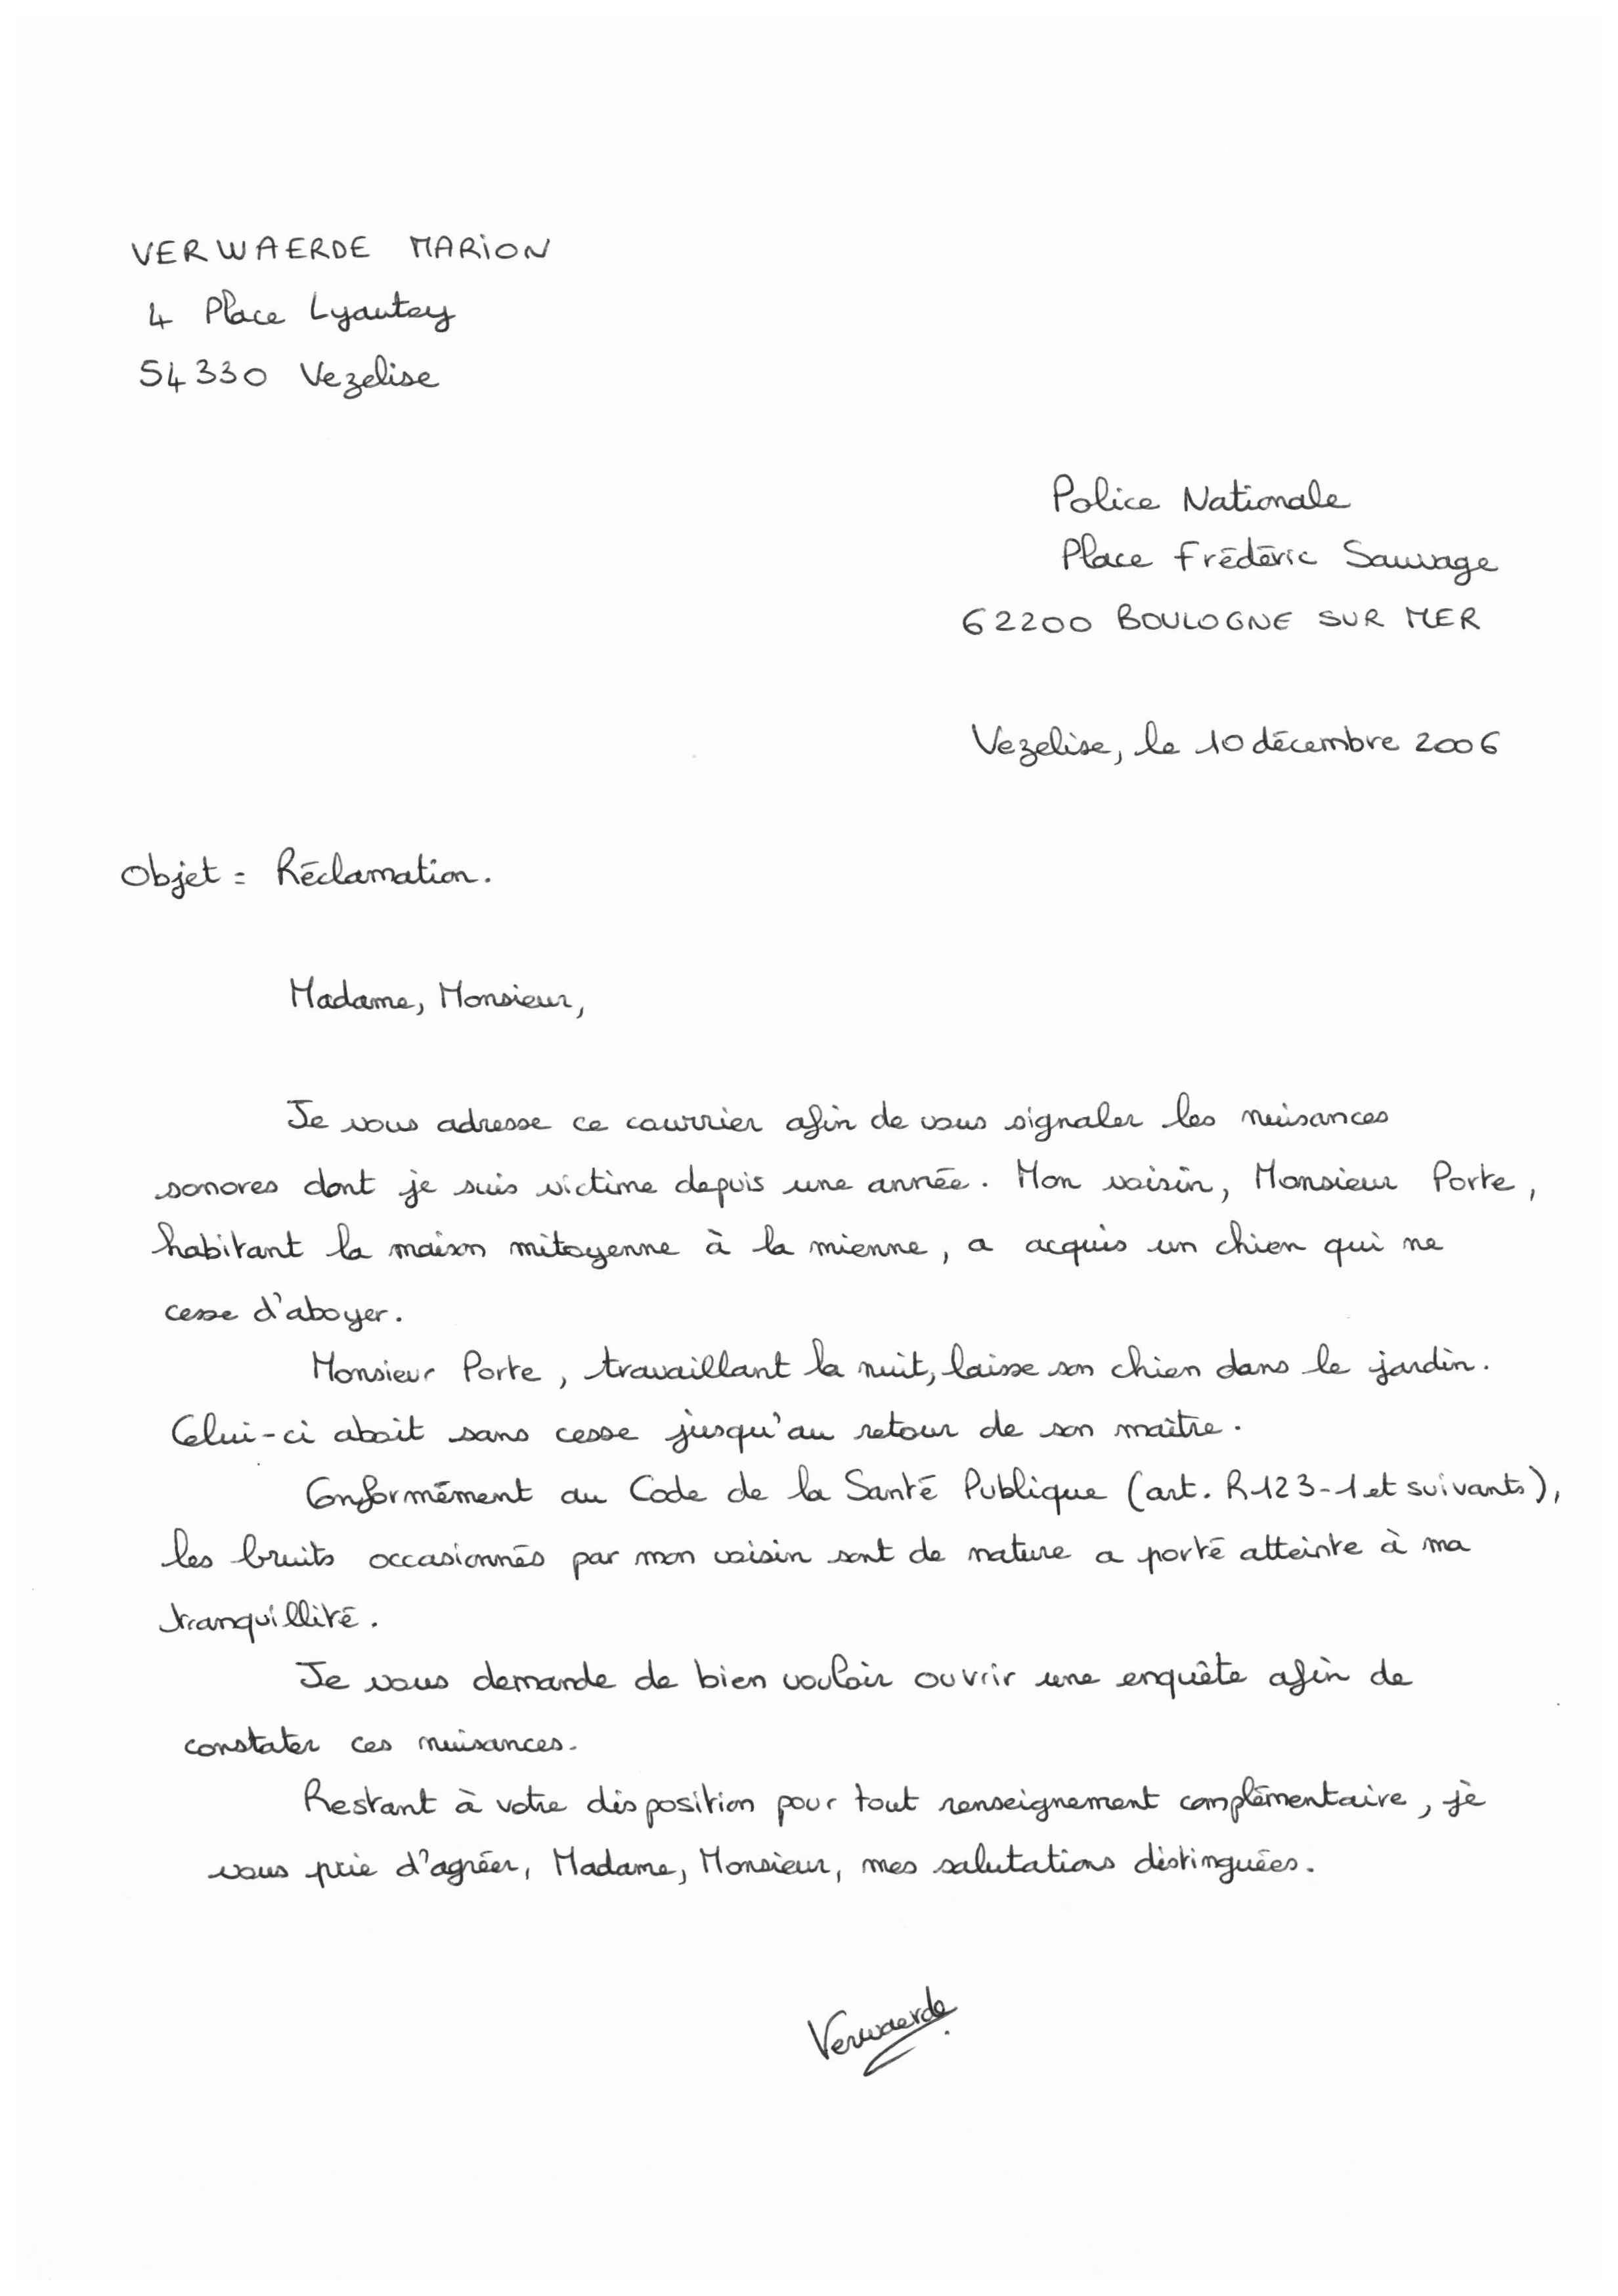 VERWAERDE MARION
4 Place Lyautey
54330 Vezelise
Police Nationale
Place Frédéric Sauvage
62200 BOULOGNE SUR MER
Vezelise, le 10 décembre 2006
Objet : Réclamation.
Madame, Monsieur,
Je vous adresse ce courrier afin de vous signaler les nuisances
sonores dont je suis victime depuis une année. Mon voisin, Monsieur Porte,
habitant la maison mitoyenne à la mienne, a acquis un chien qui ne
cesse d'aboyer.
Monsieur Porte, travaillant la nuit, laisse son chien dans le jardin.
Celui-ci aboit sans cesse jusqu'au retour de son maître.
Conformément au Code de la Santé Publique (art. R 123-1 et suivants),
les bruits occasionnés par mon voisin sont de nature a porté atteinte à ma
tranquillité.
Je vous demande de bien vouloir ouvrir une enquête afin de
constater ces nuisances.
Restant à votre disposition pour tout renseignement complémentaire, je
vous prie d'agréer, Madame, Monsieur, mes salutations distinguées.
Verwaerde